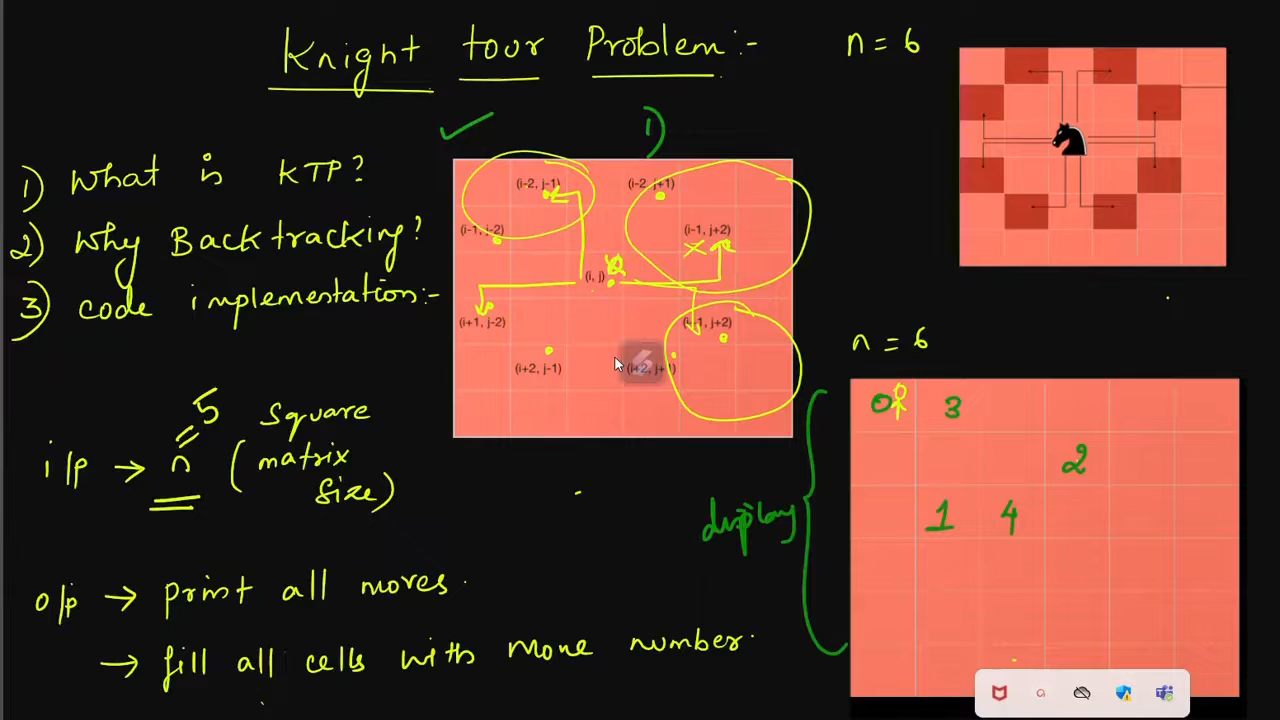 Knight tour Problem:-
n = 6
1)
1) What is KTP?
2) Why Backtracking?
3) code implementation:-
(i-2, j-1)
(i-2, j+1)
(i-1, j-2)
(i-1, j+2)
(i, j)
(i+1, j-2)
(i+2, j-1)
(i+2, j+1)
n = 6
5
i/p → n (Square
matrix
size)
o/p → print all moves.
→ fill all cells with move number.
display
0 3
2
1 4